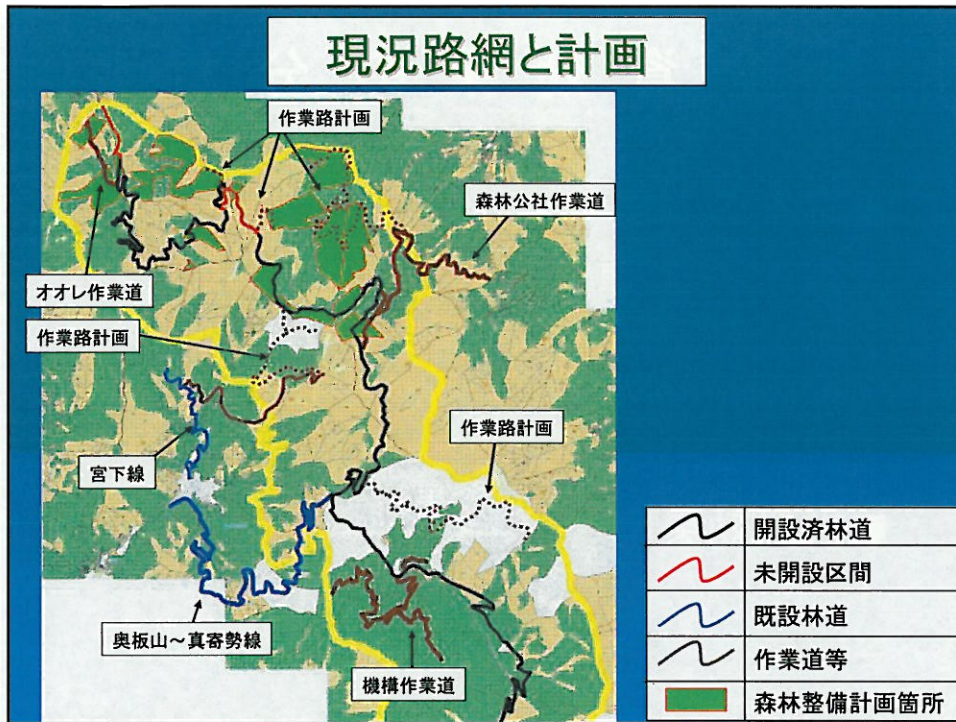 現況路網と計画
作業路計画
森林公社作業道
オオレ作業道
作業路計画
作業路計画
宮下線
奥板山～真寄勢線
機構作業道
開設済林道
未開設区間
既設林道
作業道等
森林整備計画箇所